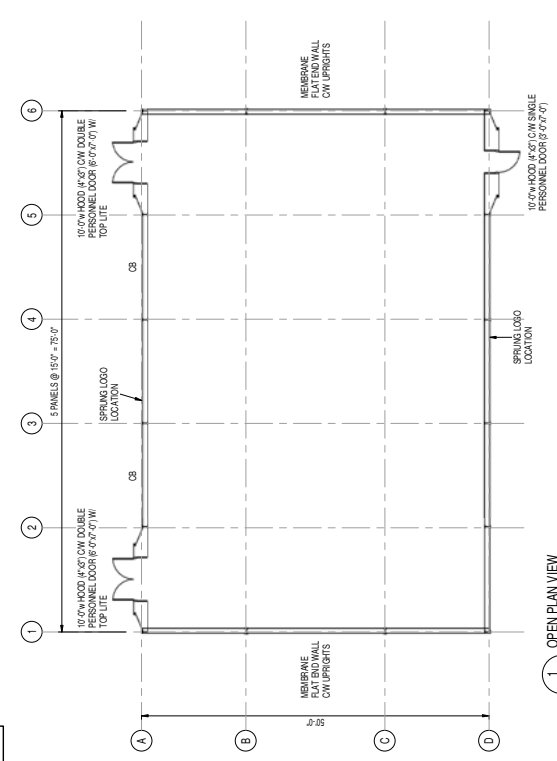 1
2
3
4
5
6
5 PANELS @ 15'-0" = 75'-0"
10'-0"w HOOD (4"x3") C/W DOUBLE
PERSONNEL DOOR (6'-0"x7'-0") W/
TOP LITE
10'-0"w HOOD (4"x3") C/W DOUBLE
PERSONNEL DOOR (6'-0"x7'-0") W/
TOP LITE
SPRUNG LOGO
LOCATION
CB
CB
A
B
C
D
50'-0"
MEMBRANE
FLAT END WALL
C/W UPRIGHTS
MEMBRANE
FLAT END WALL
C/W UPRIGHTS
SPRUNG LOGO
LOCATION
10'-0"w HOOD (4"x3") C/W SINGLE
PERSONNEL DOOR (3'-0"x7'-0")
1
OPEN PLAN VIEW